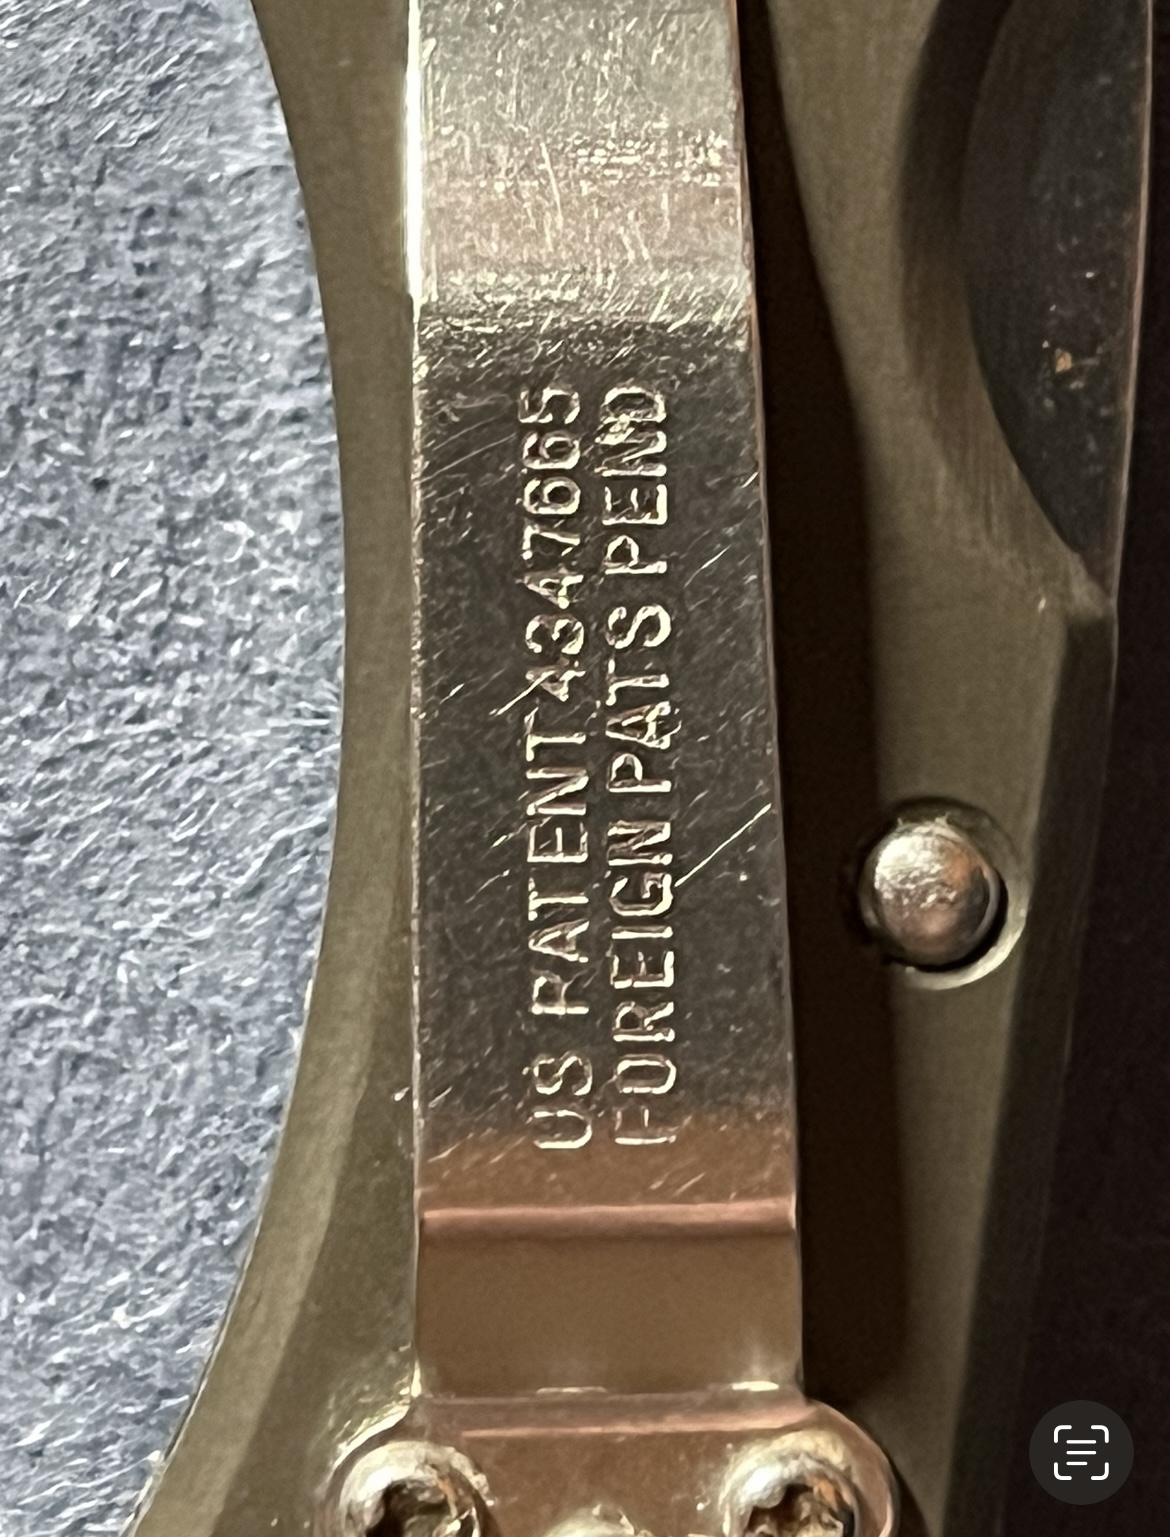 US PATENT 4347665
FOREIGN PATS PEND